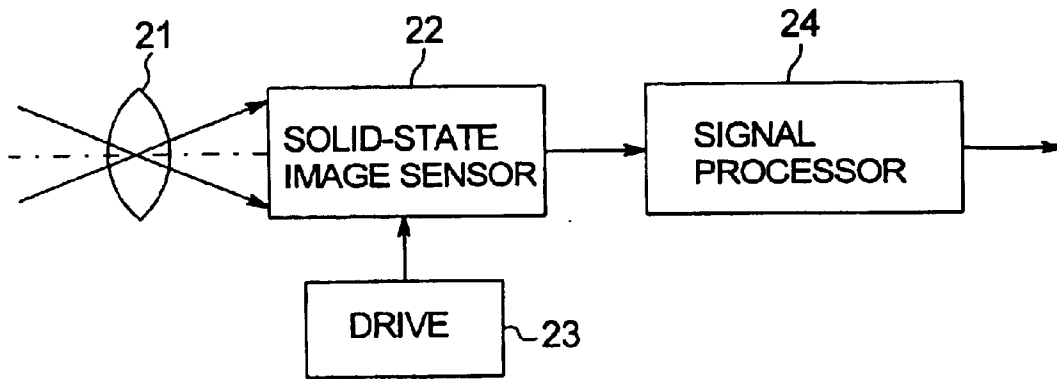 21
22
24
SOLID-STATE
IMAGE SENSOR
SIGNAL
PROCESSOR
DRIVE
23